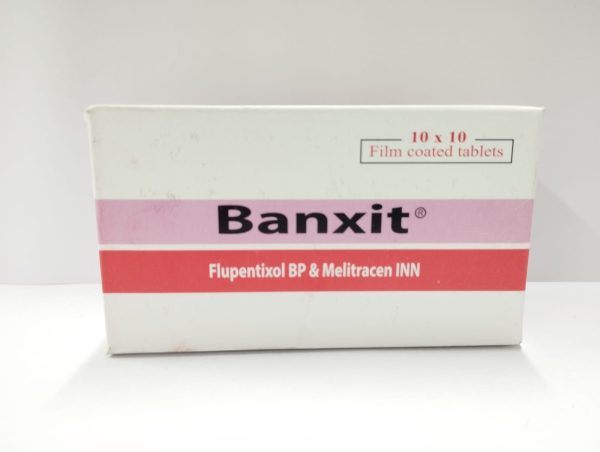 10 x 10
Film coated tablets
Banxit®
Flupentixol BP & Melitracen INN